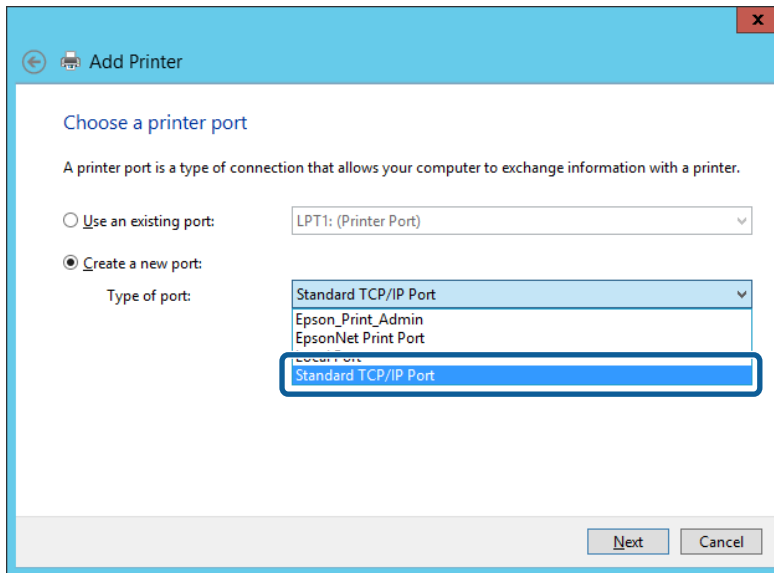 x
Add Printer
Choose a printer port
A printer port is a type of connection that allows your computer to exchange information with a printer.
Use an existing port:
LPT1: (Printer Port)
Create a new port:
Type of port:
Standard TCP/IP Port
Epson_Print_Admin
EpsonNet Print Port
Local Port
Standard TCP/IP Port
Next
Cancel